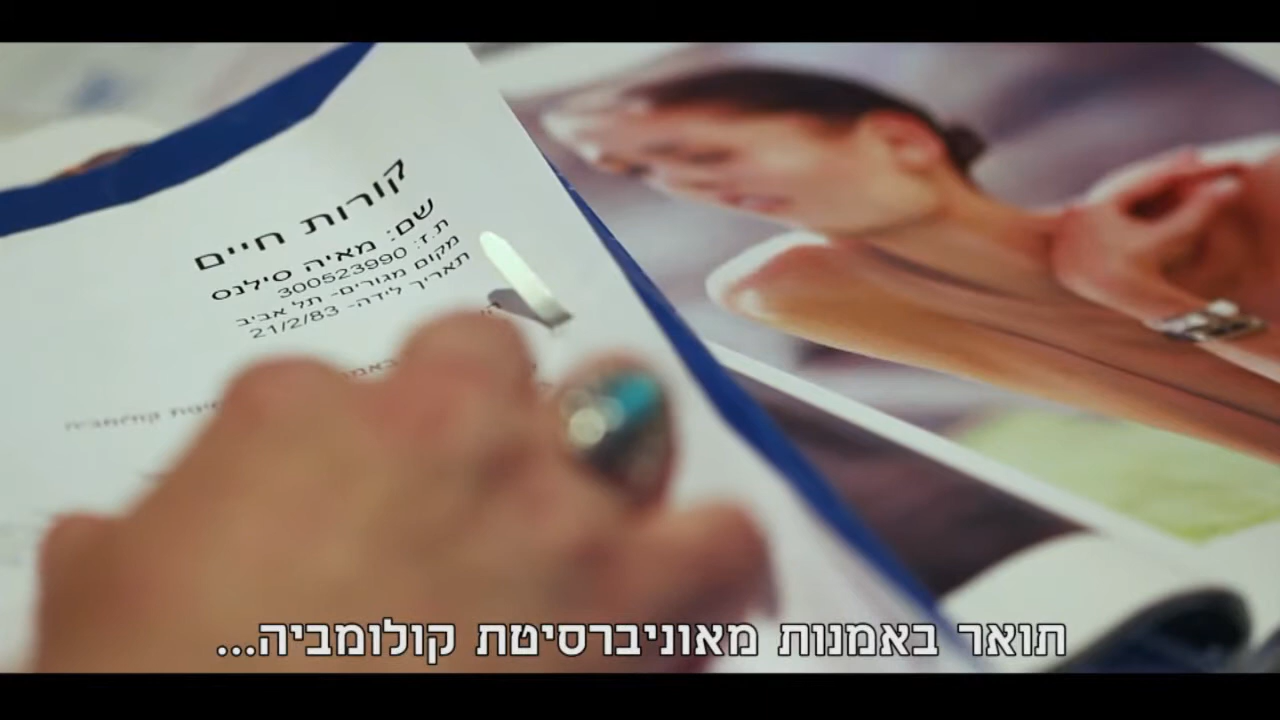 קורות חיים
שם: מאיה סילנס
ת.ז: 300523990
מקום מגורים- תל אביב
תאריך לידה- 21/2/83
קולומביה
תואר באמנות מאוניברסיטת קולומביה...